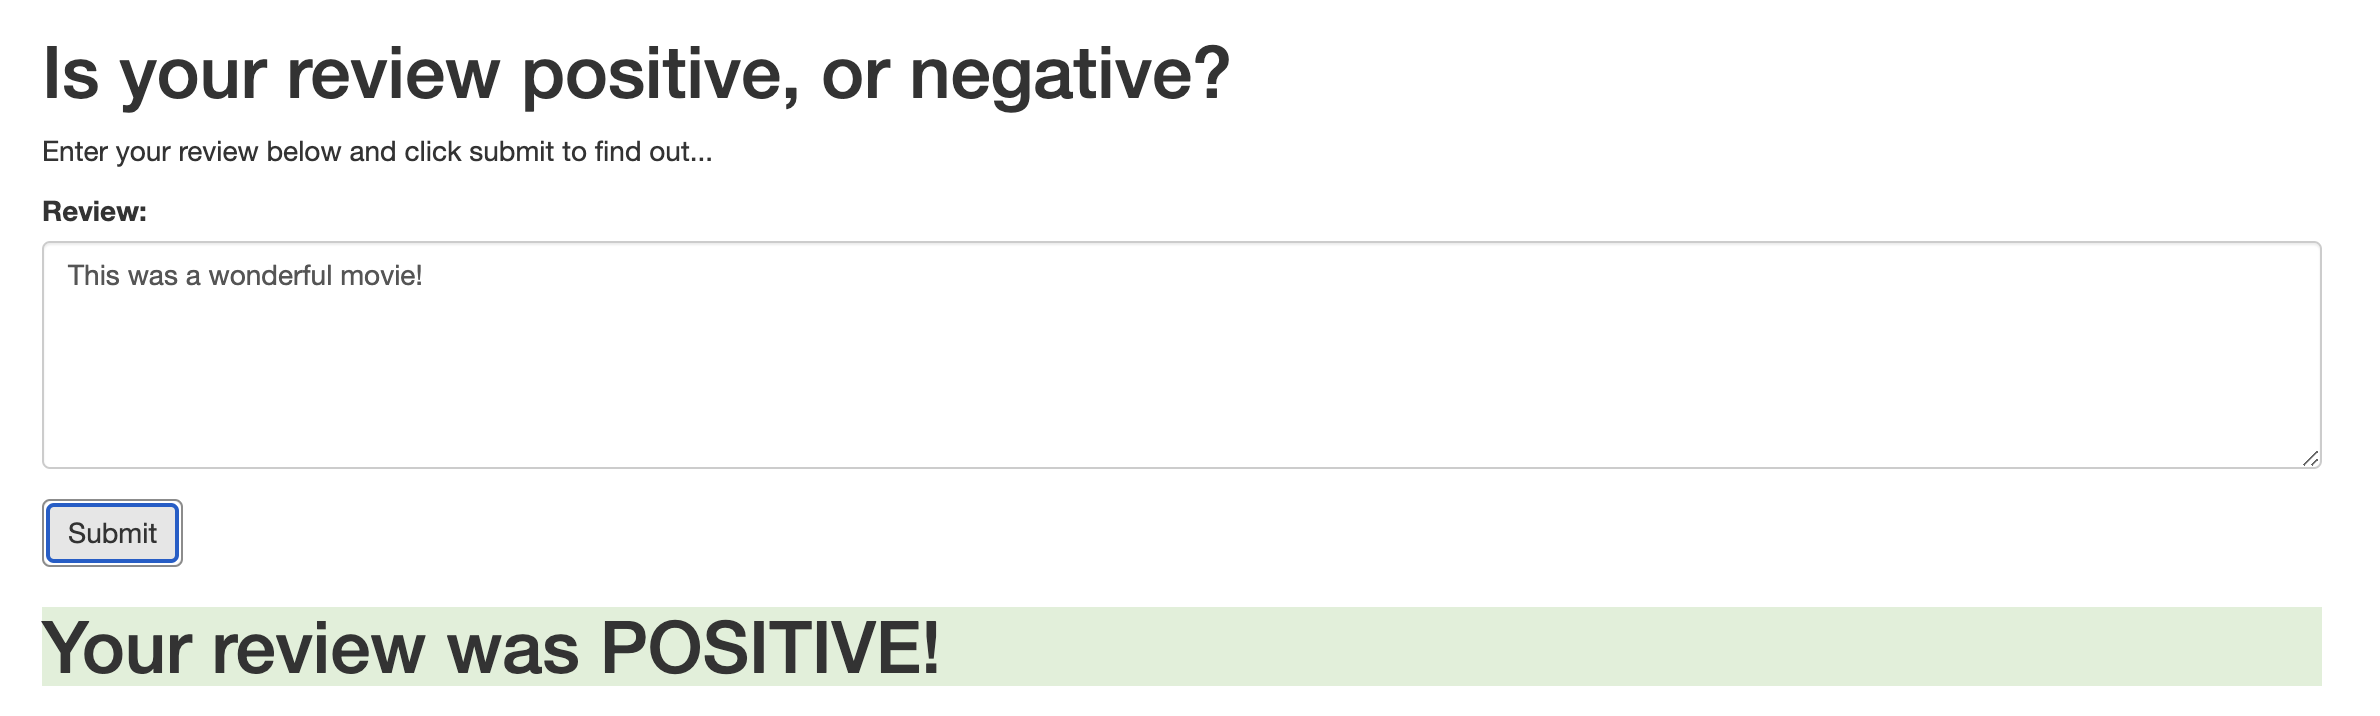 Is your review positive, or negative?
Enter your review below and click submit to find out...
Review:
This was a wonderful movie!
Submit
Your review was POSITIVE!